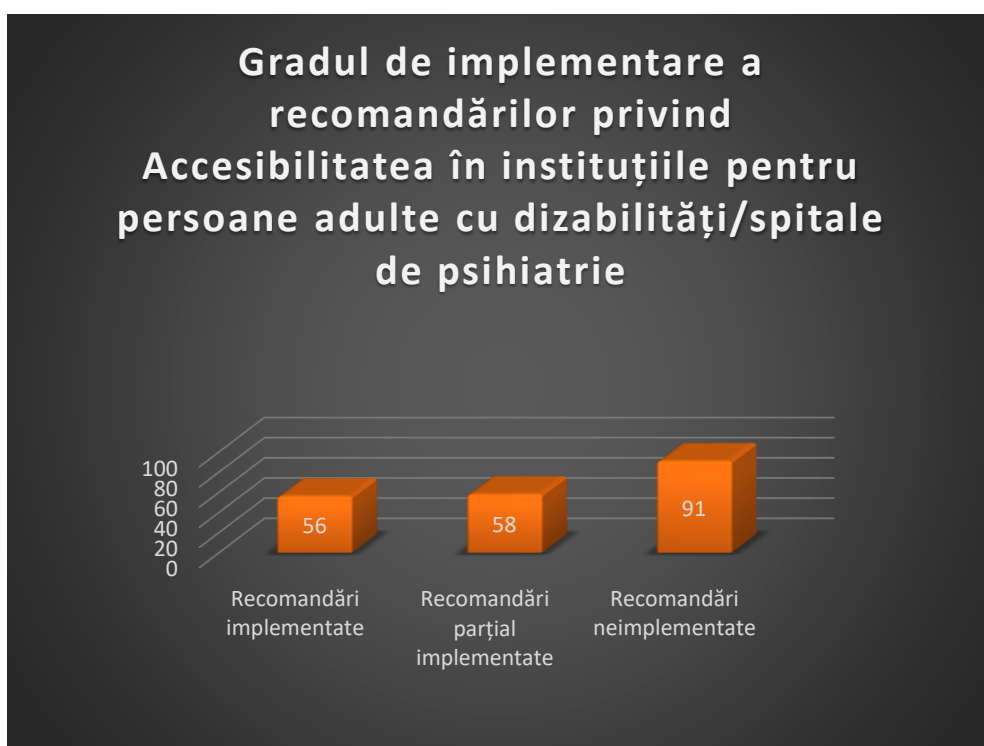 Gradul de implementare a
recomandărilor privind
Accesibilitatea în instituțiile pentru
persoane adulte cu dizabilități/spitale
de psihiatrie
100
80
60
40
20
0
56
58
91
Recomandări
implementate
Recomandări
parțial
implementate
Recomandări
neimplementate